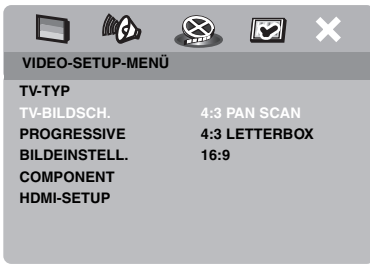 VIDEO-SETUP-MENÜ
TV-TYP
TV-BILDSCH. 4:3 PAN SCAN
PROGRESSIVE 4:3 LETTERBOX
BILDEINSTELL. 16:9
COMPONENT
HDMI-SETUP